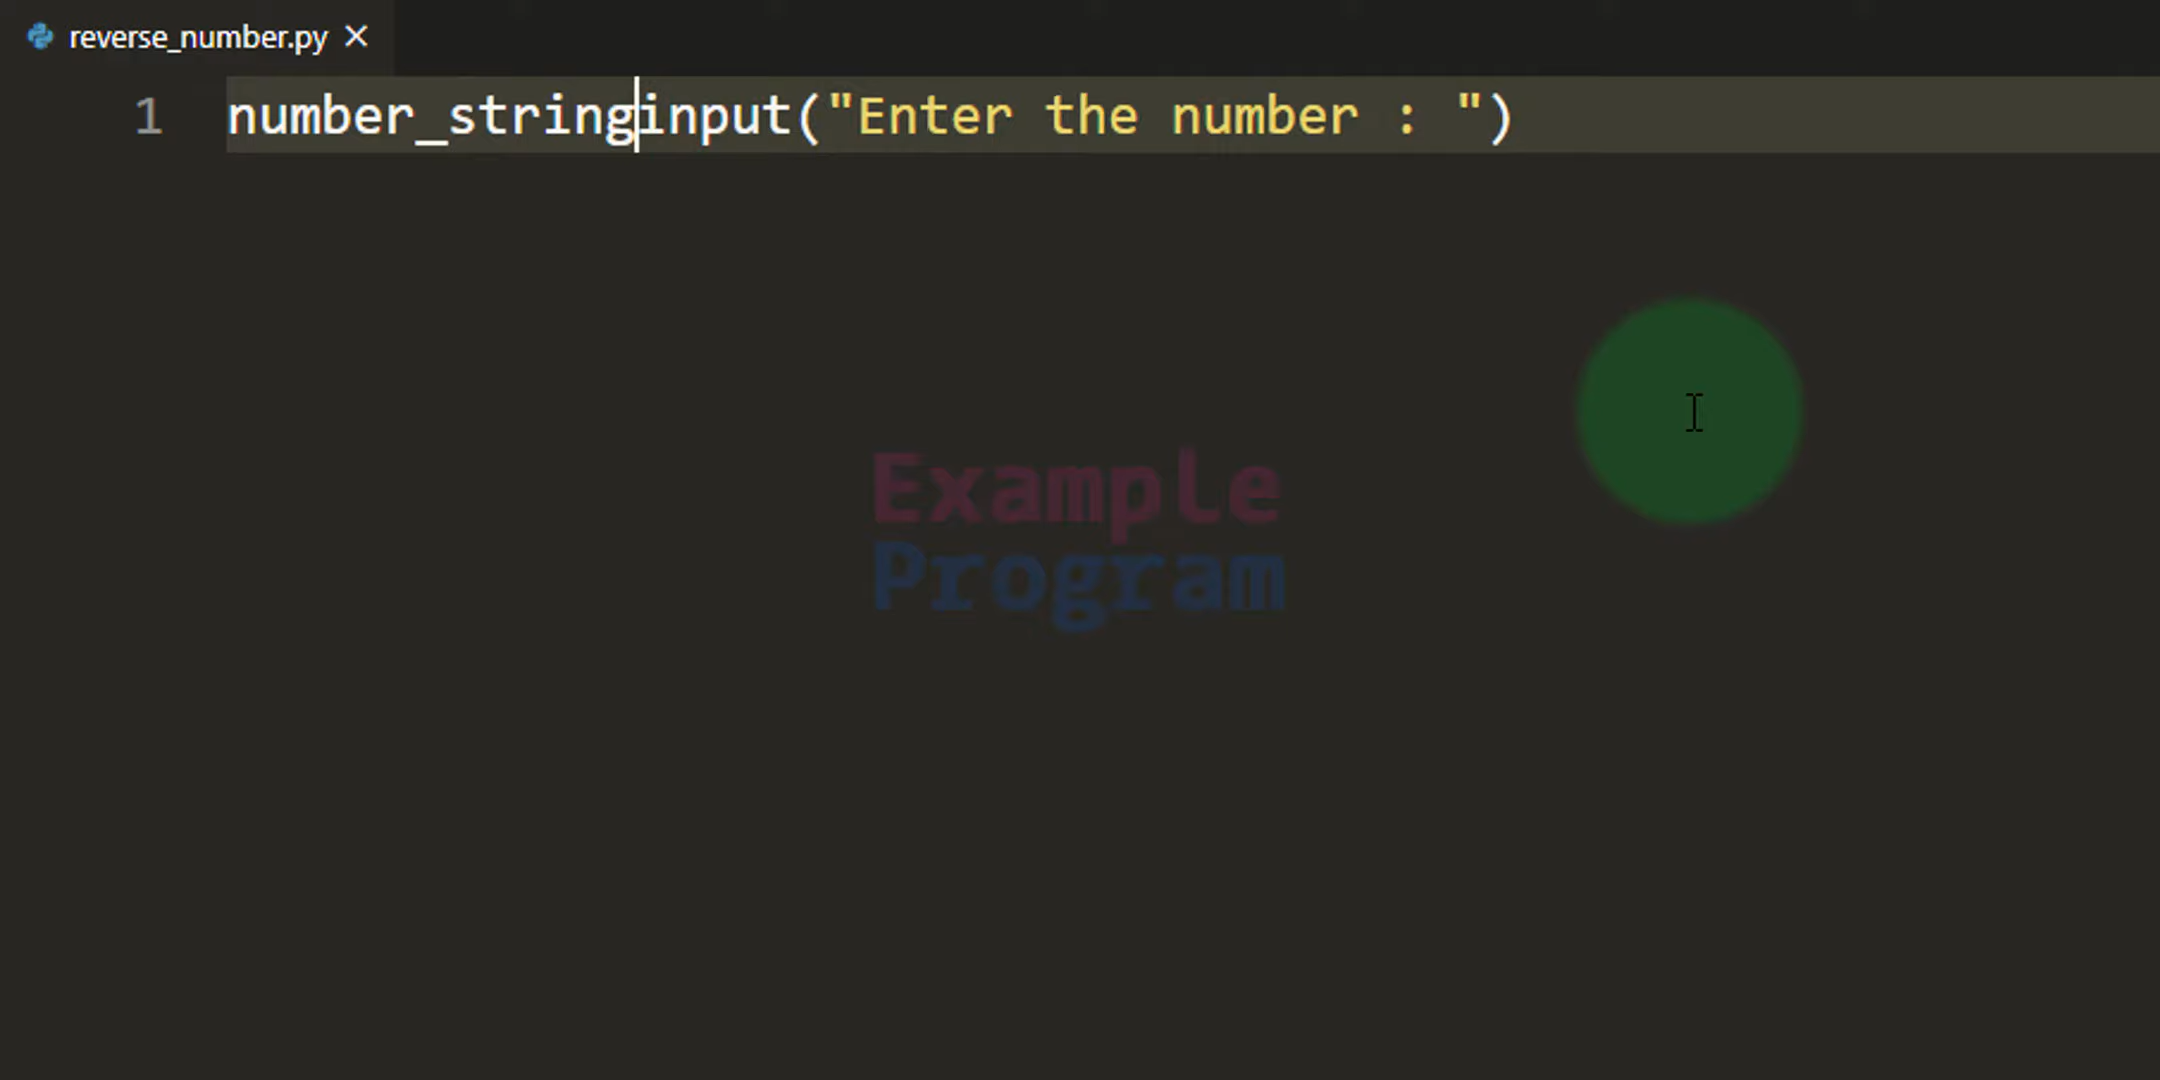 reverse_number.py
1 number_stringinput("Enter the number : ")
Example
Program